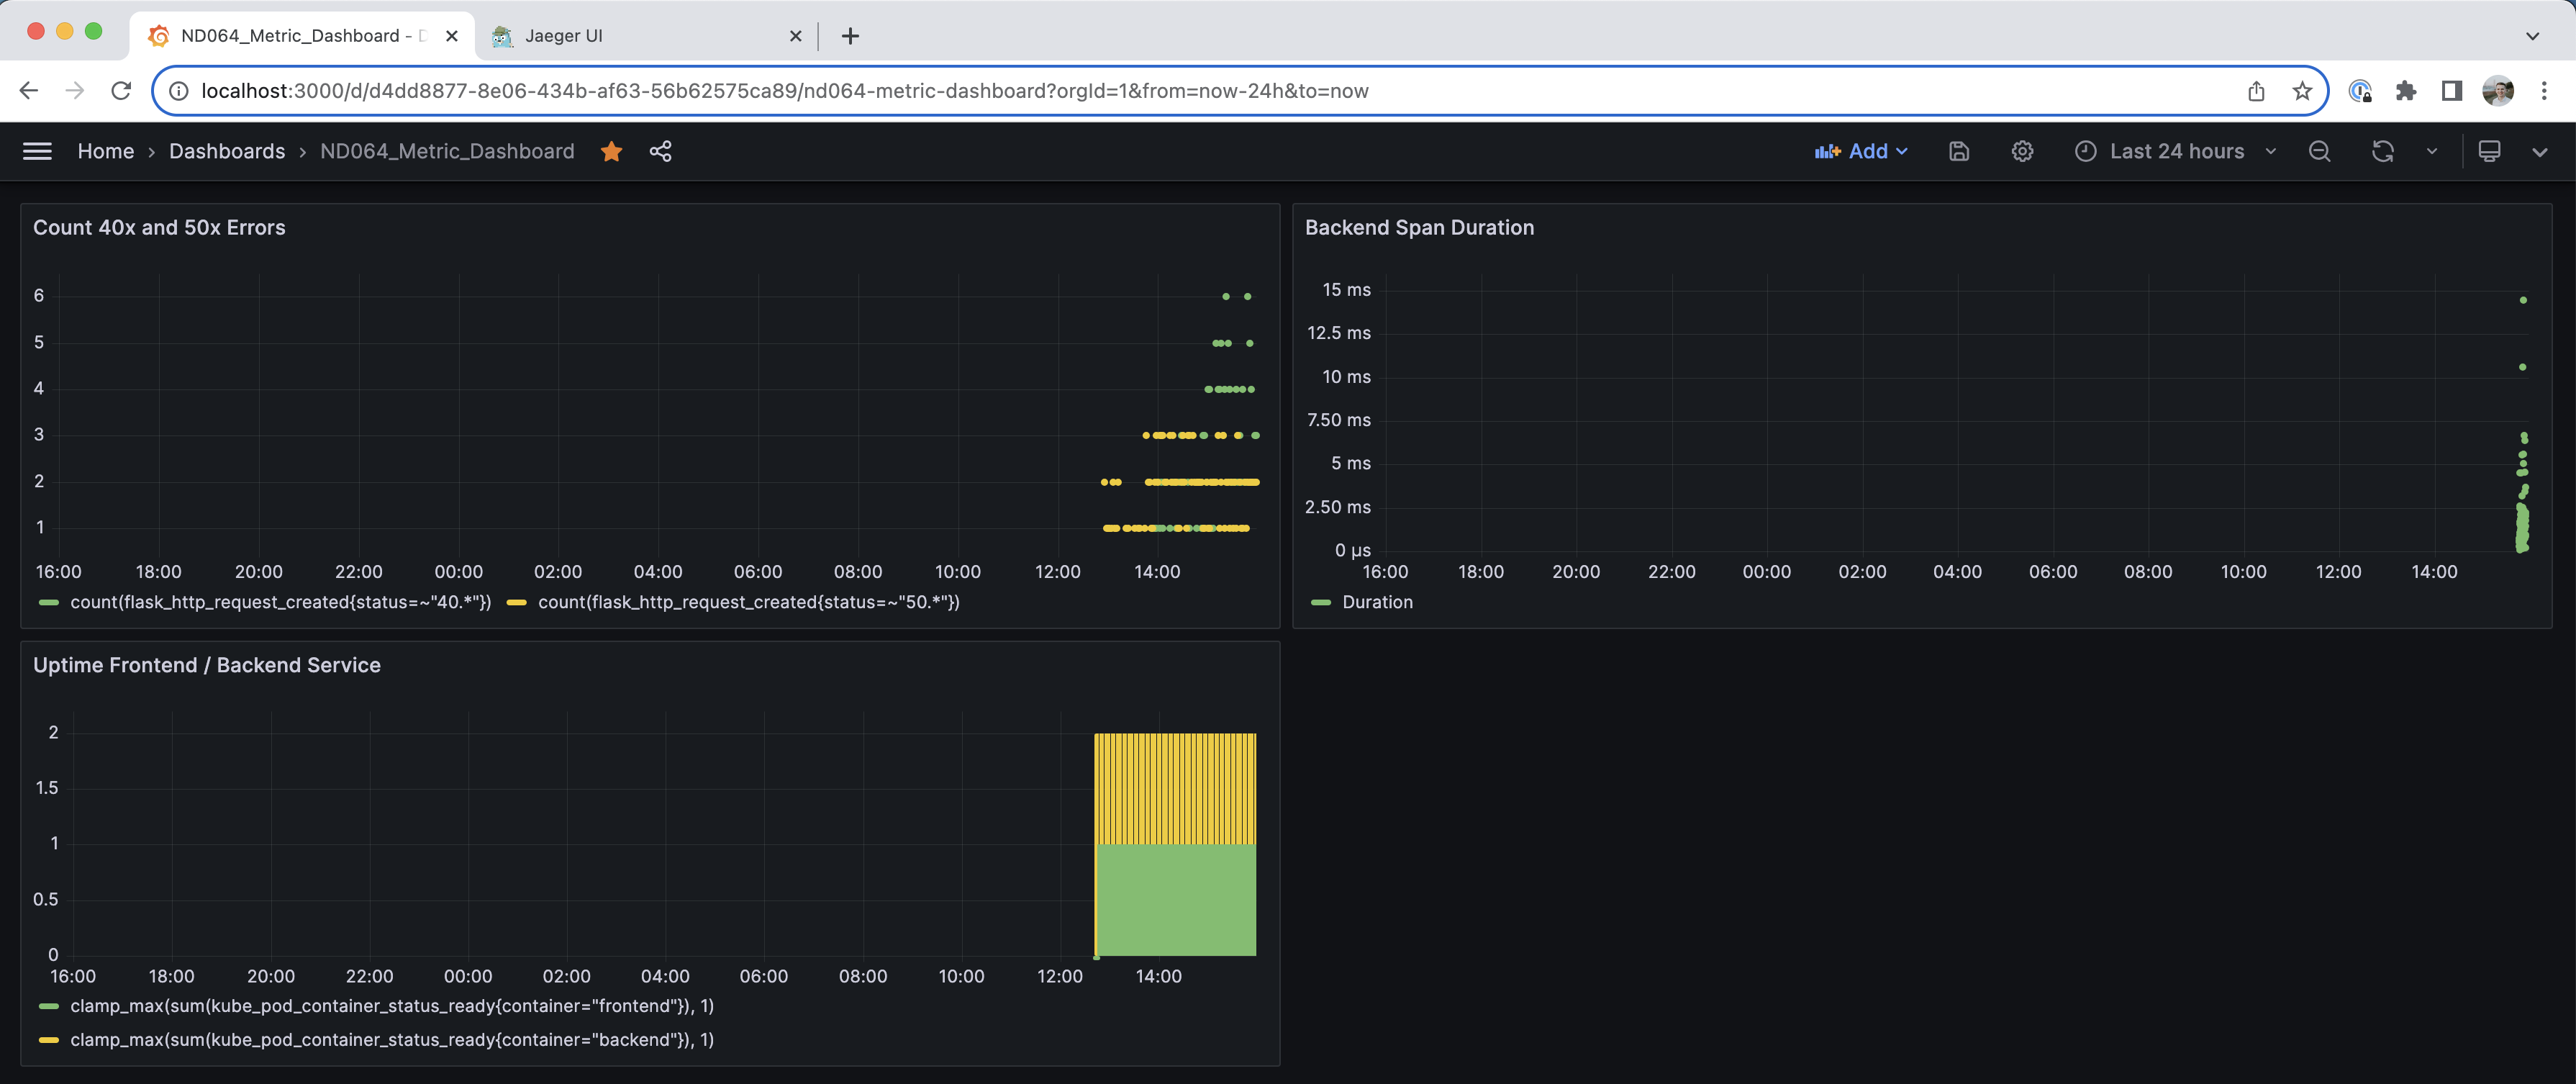 ND064_Metric_Dashboard - D
Jaeger UI
localhost:3000/d/d4dd8877-8e06-434b-af63-56b62575ca89/nd064-metric-dashboard?orgId=1&from=now-24h&to=now
Home › Dashboards › ND064_Metric_Dashboard
Add
Last 24 hours
Count 40x and 50x Errors
6
5
4
3
2
1
16:00 18:00 20:00 22:00 00:00 02:00 04:00 06:00 08:00 10:00 12:00 14:00
count(flask_http_request_created{status=~"40.*"}) count(flask_http_request_created{status=~"50.*"})
Backend Span Duration
15 ms
12.5 ms
10 ms
7.50 ms
5 ms
2.50 ms
0 µs
16:00 18:00 20:00 22:00 00:00 02:00 04:00 06:00 08:00 10:00 12:00 14:00
Duration
Uptime Frontend / Backend Service
2
1.5
1
0.5
0
16:00 18:00 20:00 22:00 00:00 02:00 04:00 06:00 08:00 10:00 12:00 14:00
clamp_max(sum(kube_pod_container_status_ready{container="frontend"}), 1)
clamp_max(sum(kube_pod_container_status_ready{container="backend"}), 1)